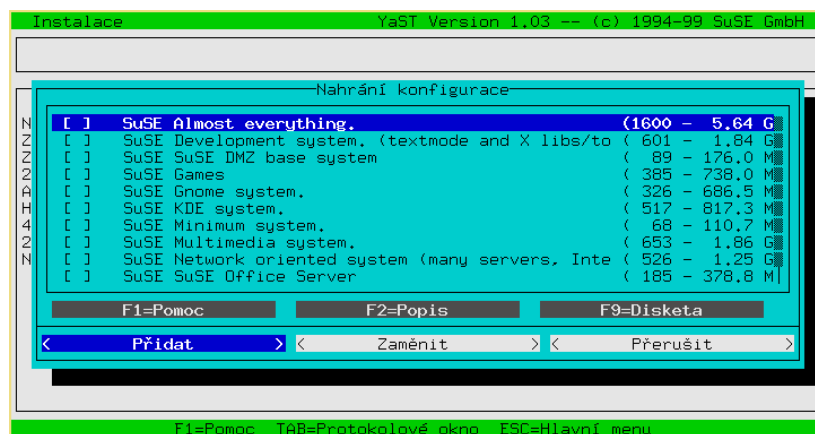 Instalace YaST Version 1.03 -- (c) 1994-99 SuSE GmbH
Nahrání konfigurace
N [ ] SuSE Almost everything. (1600 - 5.64 G
Z [ ] SuSE Development system. (textmode and X libs/to ( 601 - 1.84 G
Z [ ] SuSE SuSE DMZ base system ( 89 - 176.0 M
2 [ ] SuSE Games ( 385 - 738.0 M
A [ ] SuSE Gnome system. ( 326 - 686.5 M
H [ ] SuSE KDE system. ( 517 - 817.3 M
4 [ ] SuSE Minimum system. ( 68 - 110.7 M
2 [ ] SuSE Multimedia system. ( 653 - 1.86 G
N [ ] SuSE Network oriented system (many servers, Inte ( 526 - 1.25 G
[ ] SuSE SuSE Office Server ( 185 - 378.8 M
F1=Pomoc F2=Popis F9=Disketa
< Přidat > < Zaměnit > < Přerušit >
F1=Pomoc TAB=Protokolové okno ESC=Hlavní menu